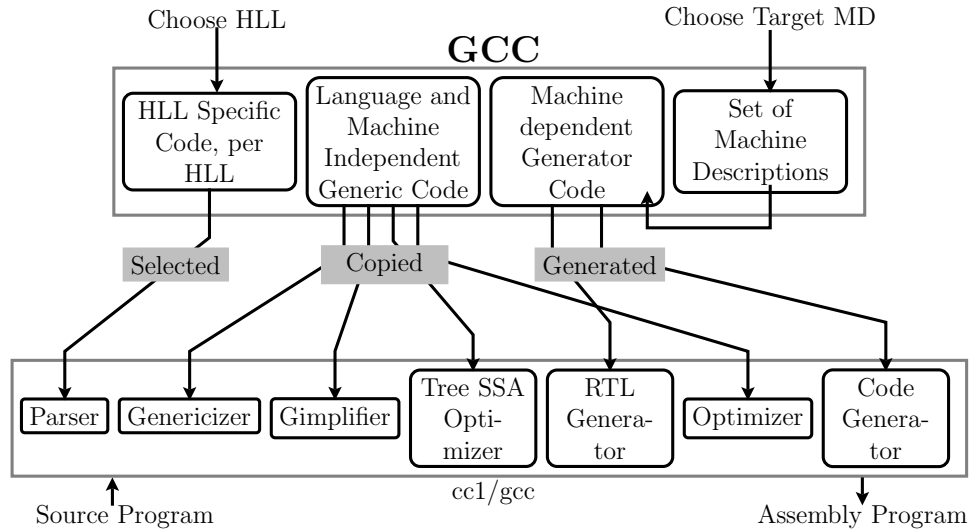 Choose HLL
Choose Target MD
GCC
HLL Specific
Code, per
HLL
Language and
Machine
Independent
Generic Code
Machine
dependent
Generator
Code
Set of
Machine
Descriptions
Selected
Copied
Generated
Parser
Genericizer
Gimplifier
Tree SSA
Opti-
mizer
RTL
Genera-
tor
Optimizer
Code
Genera-
tor
cc1/gcc
Source Program
Assembly Program